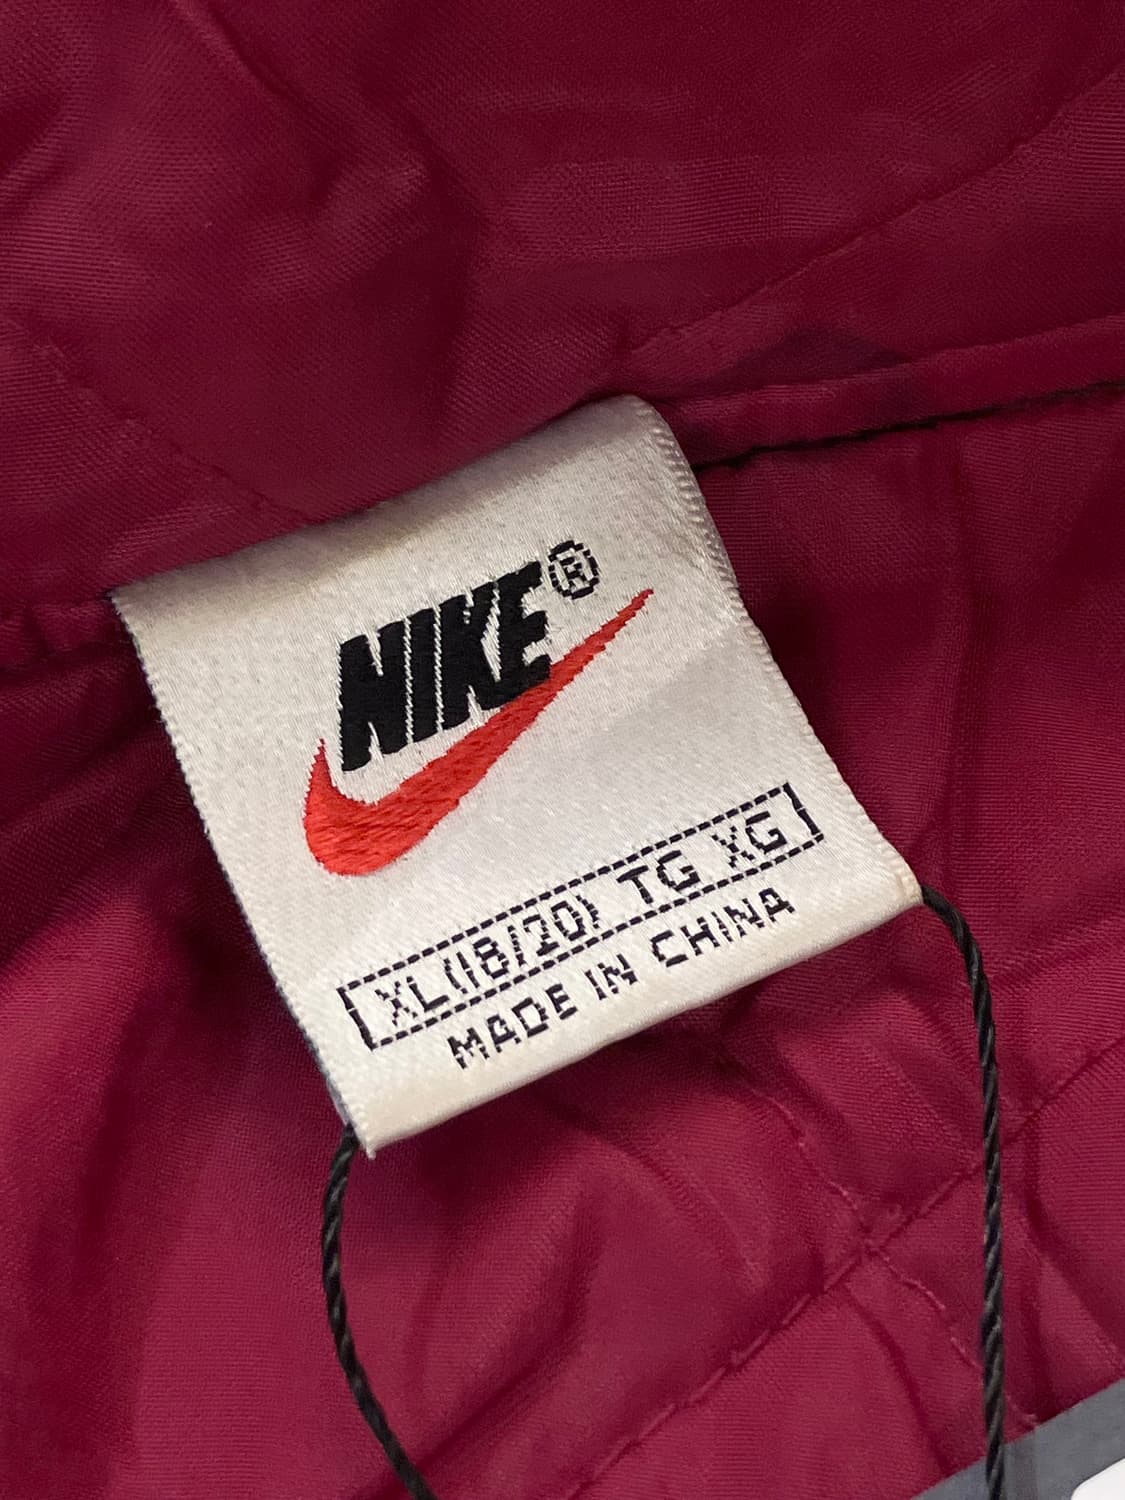 NIKE®
XL(18/20) TG XG
MADE IN CHINA